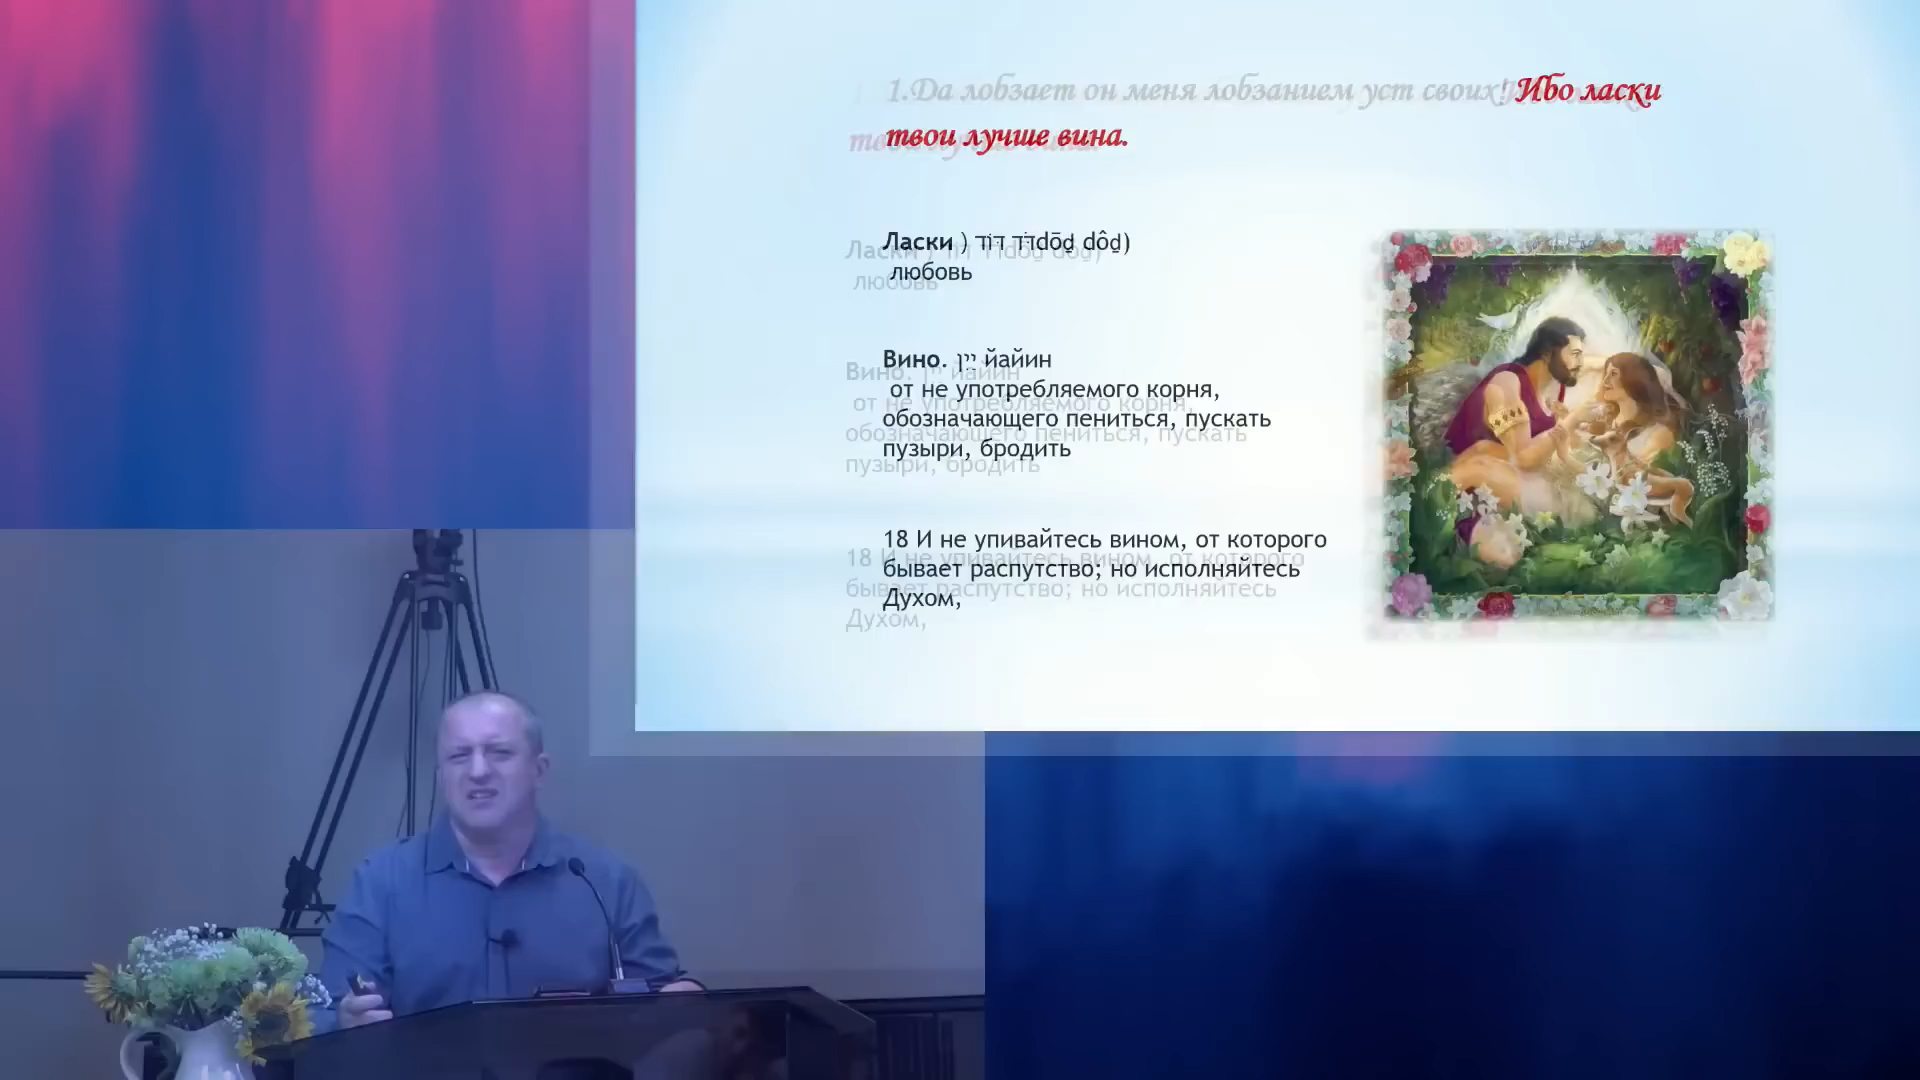 1.Да лобзает он меня лобзанием уст своих! Ибо ласки
твои лучше вина.
Ласки ) דּוֹד דֹּדdōḏ dôḏ)
любовь
Вино. יַיִן йайин
от не употребляемого корня,
обозначающего пениться, пускать
пузыри, бродить
18 И не упивайтесь вином, от которого
бывает распутство; но исполняйтесь
Духом,